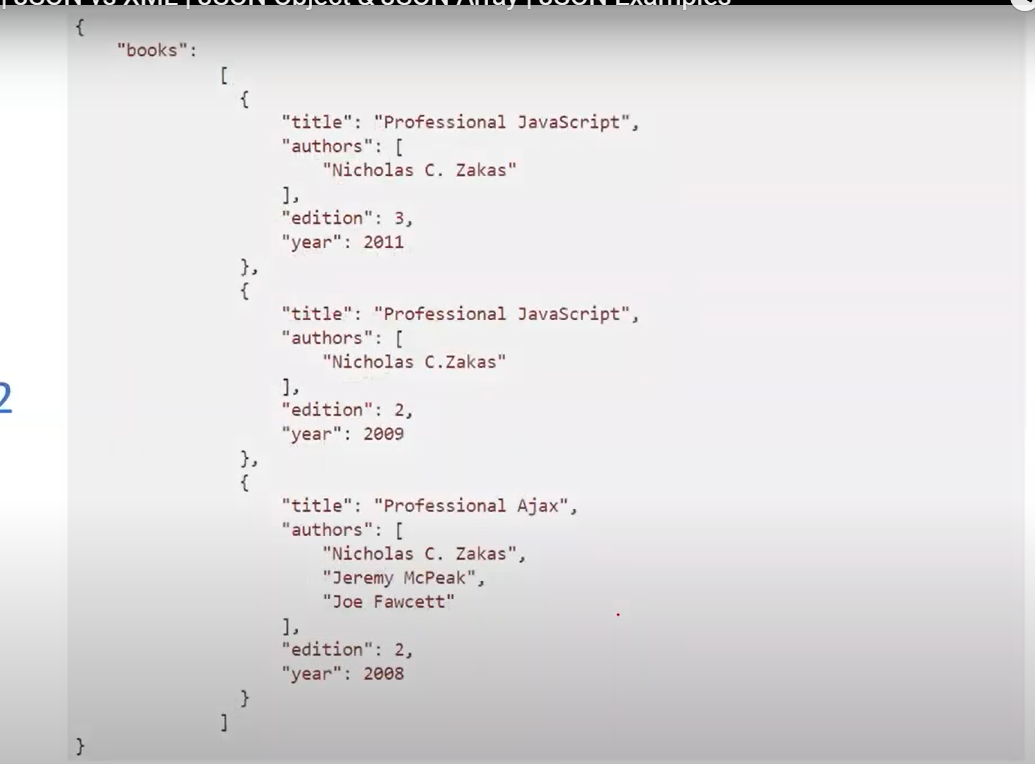 | JSON vs XML | JSON Object & JSON Array | JSON Examples
{
"books":
[
{
"title": "Professional JavaScript",
"authors": [
"Nicholas C. Zakas"
],
"edition": 3,
"year": 2011
},
{
"title": "Professional JavaScript",
"authors": [
"Nicholas C.Zakas"
],
"edition": 2,
"year": 2009
},
{
"title": "Professional Ajax",
"authors": [
"Nicholas C. Zakas",
"Jeremy McPeak",
"Joe Fawcett"
],
"edition": 2,
"year": 2008
}
]
}
2